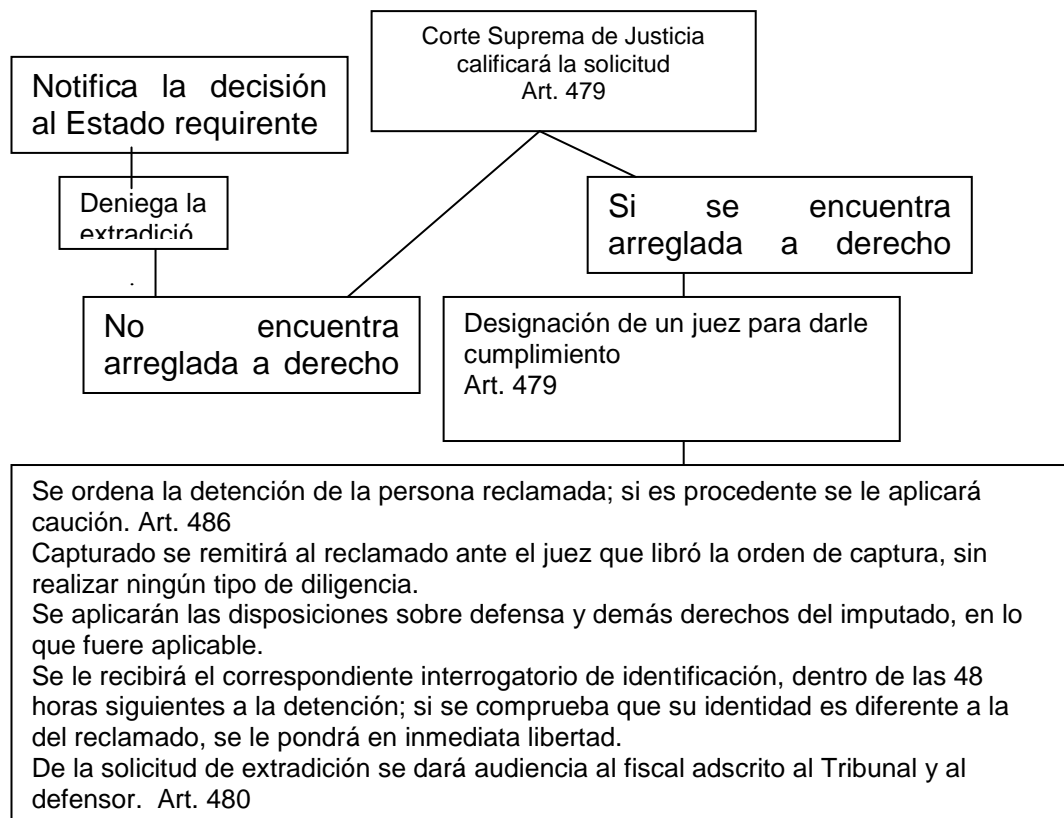 Corte Suprema de Justicia
calificará la solicitud
Art. 479
Notifica la decisión
al Estado requirente
Deniega la
extradició
.
Si se encuentra
arreglada a derecho
No encuentra
arreglada a derecho
Designación de un juez para darle
cumplimiento
Art. 479
Se ordena la detención de la persona reclamada; si es procedente se le aplicará
caución. Art. 486
Capturado se remitirá al reclamado ante el juez que libró la orden de captura, sin
realizar ningún tipo de diligencia.
Se aplicarán las disposiciones sobre defensa y demás derechos del imputado, en lo
que fuere aplicable.
Se le recibirá el correspondiente interrogatorio de identificación, dentro de las 48
horas siguientes a la detención; si se comprueba que su identidad es diferente a la
del reclamado, se le pondrá en inmediata libertad.
De la solicitud de extradición se dará audiencia al fiscal adscrito al Tribunal y al
defensor. Art. 480